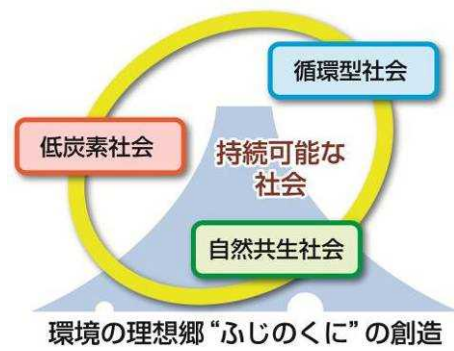 循環型社会
低炭素社会
持続可能な
社会
自然共生社会
環境の理想郷“ふじのくに”の創造